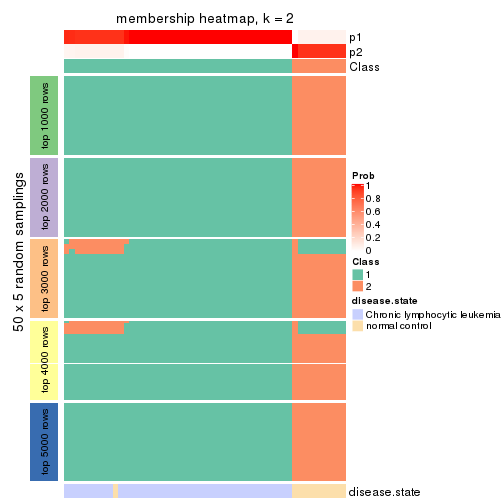 membership heatmap, k = 2
p1
p2
Class
50 x 5 random samplings
top 1000 rows
top 2000 rows
top 3000 rows
top 4000 rows
top 5000 rows
disease.state
Prob
1
0.8
0.6
0.4
0.2
0
Class
1
2
disease.state
Chronic lymphocytic leukemia
normal control